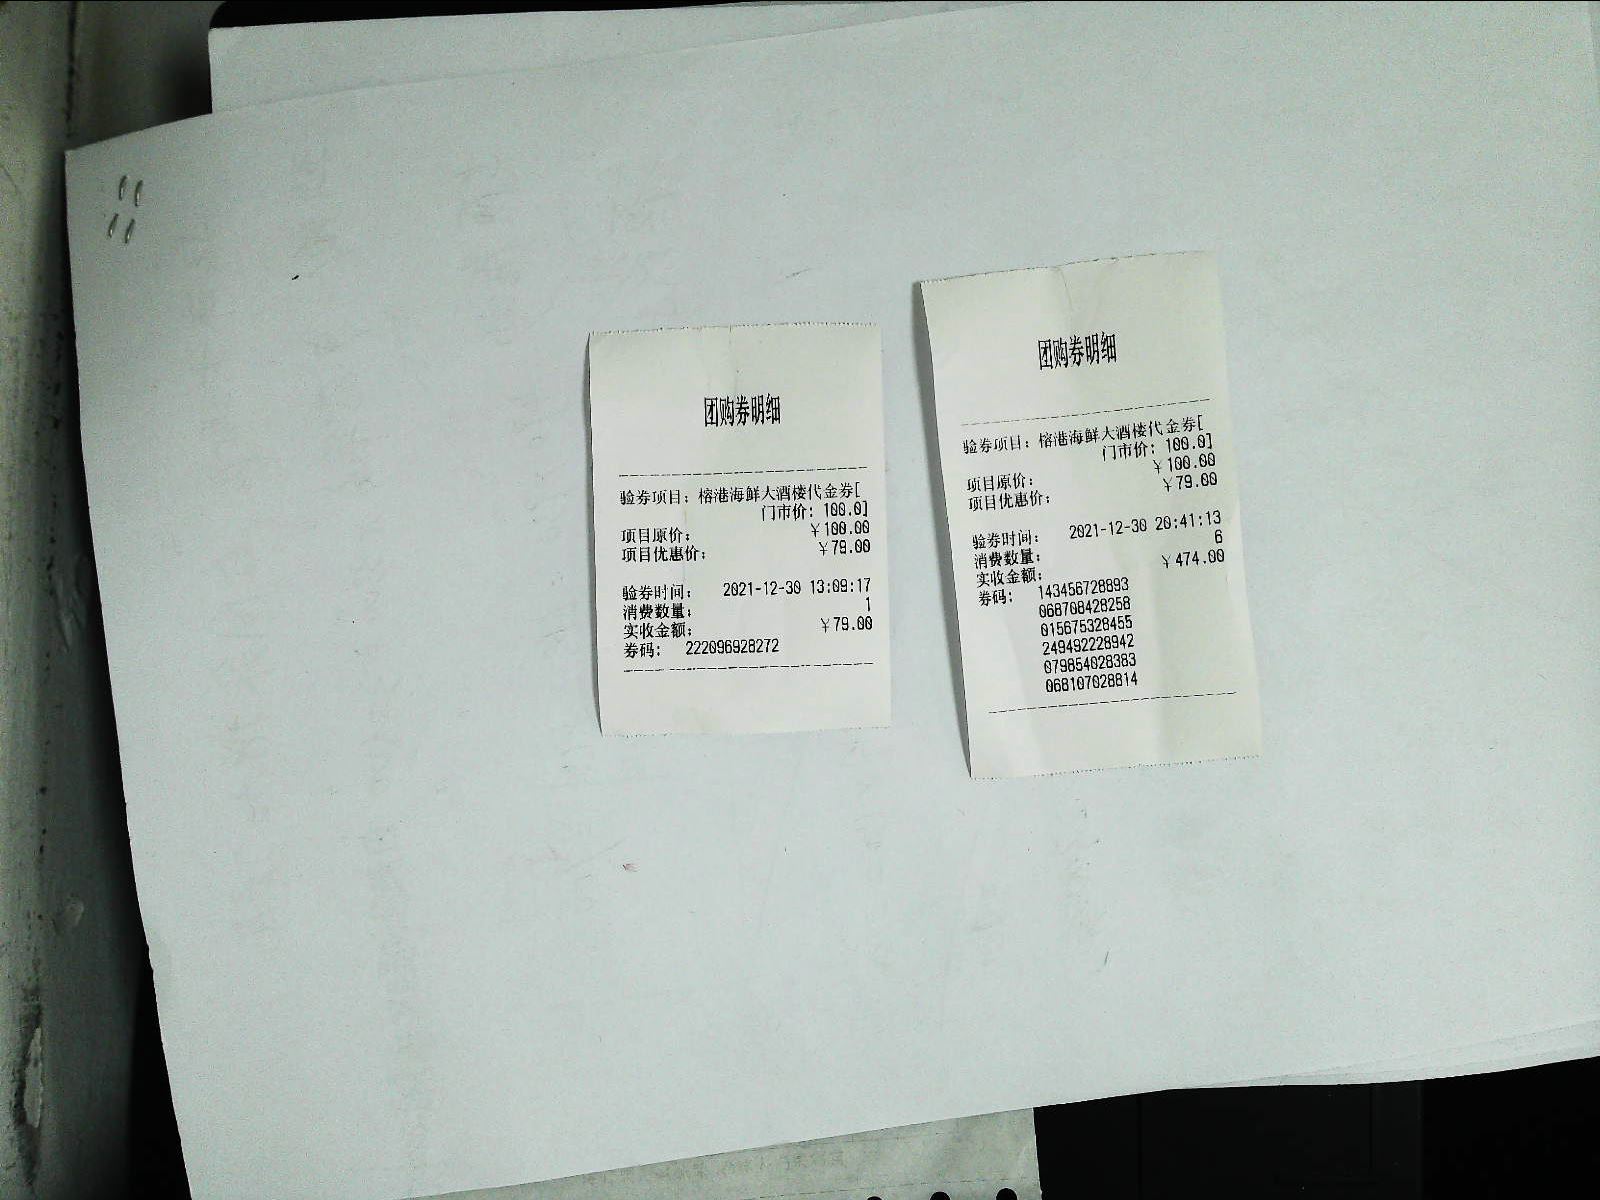 团购券明细
验券项目：榕港海鲜大酒楼代金券[
门市价：100.0]
项目原价： ￥100.00
项目优惠价： ￥79.00
验券时间： 2021-12-30 13:09:17
消费数量： 1
实收金额： ￥79.00
券码： 222096928272
团购券明细
验券项目：榕港海鲜大酒楼代金券[
门市价：100.0]
项目原价： ￥100.00
项目优惠价： ￥79.00
验券时间： 2021-12-30 20:41:13
消费数量： 6
实收金额： ￥474.00
券码： 143456728893
068708428258
015675328455
249492228942
079854028383
068107028814